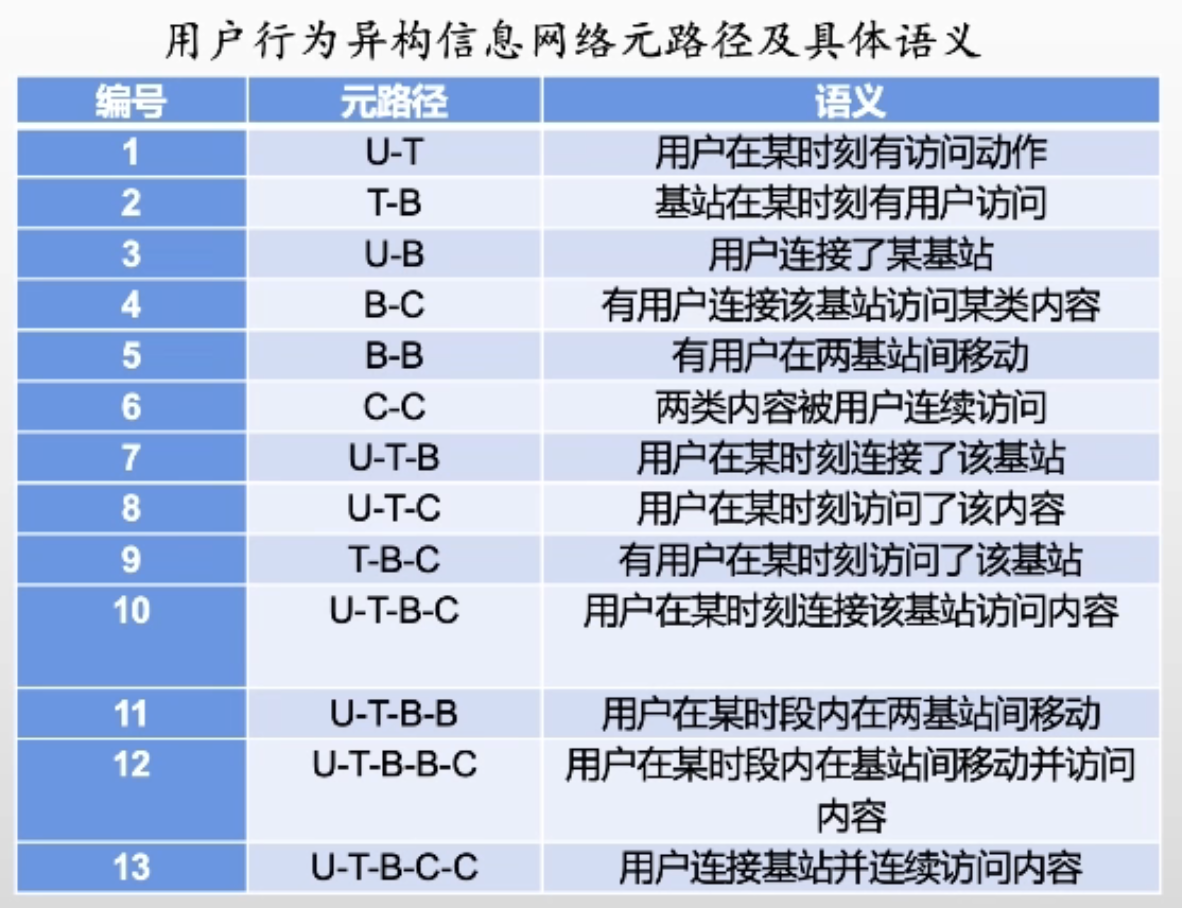 用户行为异构信息网络元路径及具体语义
编号 元路径 语义
1 U-T 用户在某时刻有访问动作
2 T-B 基站在某时刻有用户访问
3 U-B 用户连接了某基站
4 B-C 有用户连接该基站访问某类内容
5 B-B 有用户在两基站间移动
6 C-C 两类内容被用户连续访问
7 U-T-B 用户在某时刻连接了该基站
8 U-T-C 用户在某时刻访问了该内容
9 T-B-C 有用户在某时刻访问了该基站
10 U-T-B-C 用户在某时刻连接该基站访问内容
11 U-T-B-B 用户在某时段内在两基站间移动
12 U-T-B-B-C 用户在某时段内在基站间移动并访问
内容
13 U-T-B-C-C 用户连接基站并连续访问内容